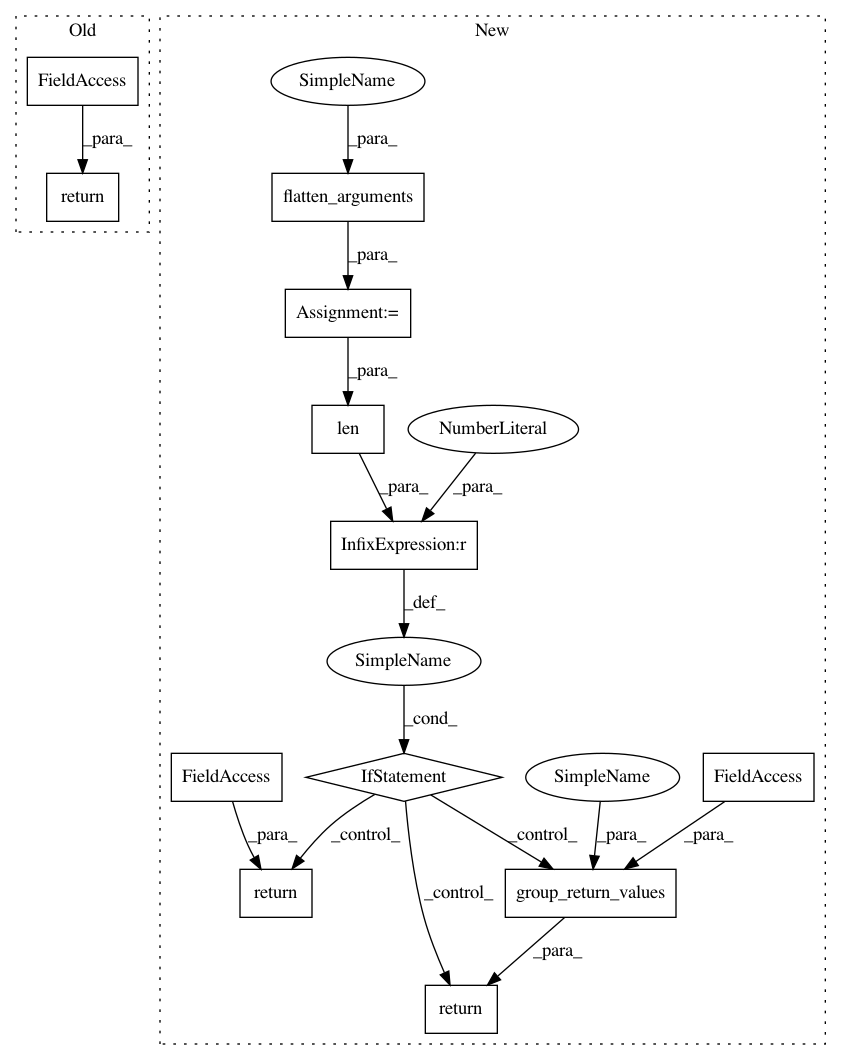 Old
New
FieldAccess
SimpleName
_para_
_para_
return
flatten_arguments
_para_
Assignment:=
_para_
len
NumberLiteral
_para_
_para_
InfixExpression:r
_def_
SimpleName
_cond_
FieldAccess
IfStatement
SimpleName
FieldAccess
_para_
_control_
_control_
_para_
_para_
return
_control_
group_return_values
_para_
return